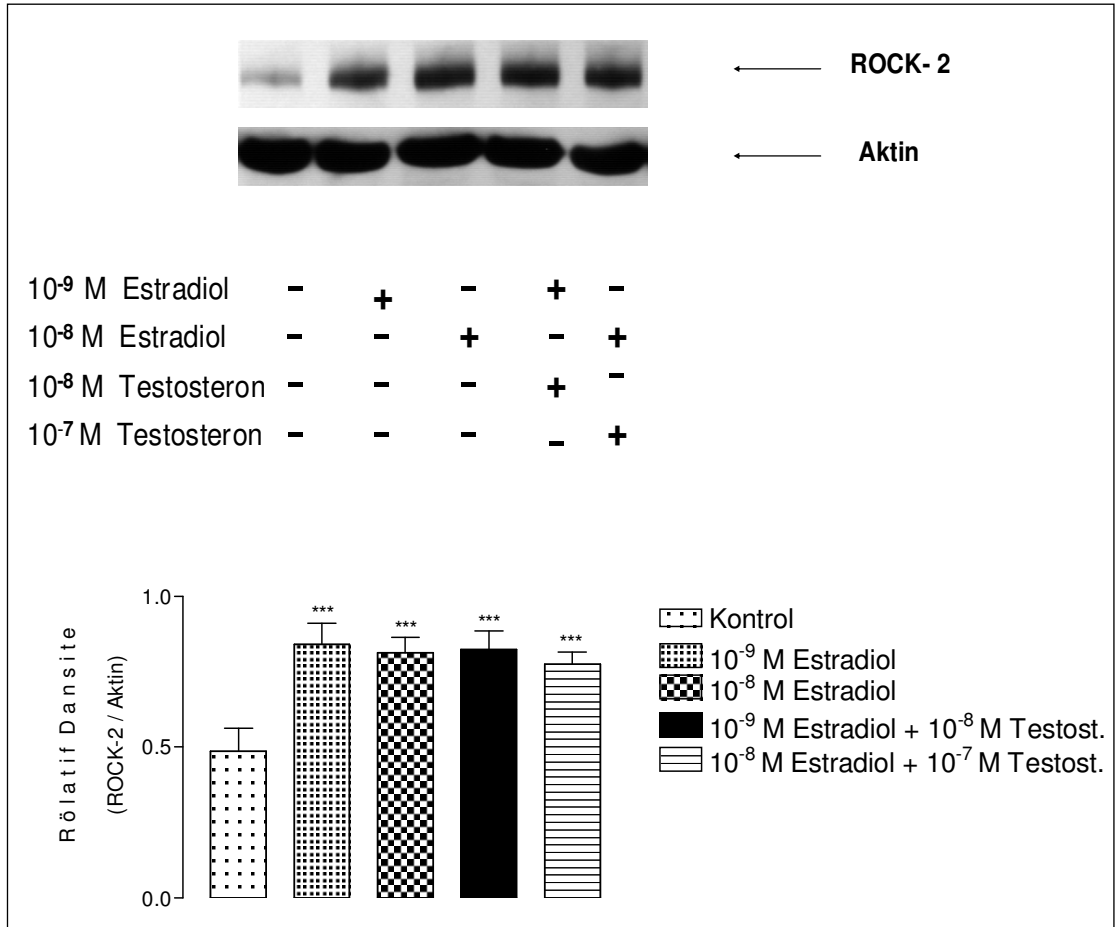 ROCK- 2
Aktin
10-9 M Estradiol - + - + -
10-8 M Estradiol - - + - +
10-8 M Testosteron - - - + -
10-7 M Testosteron - - - - +
Rölatif Dansite
(ROCK-2 / Aktin)
1.0
0.5
0.0
*** *** *** ***
Kontrol
10-9 M Estradiol
10-8 M Estradiol
10-9 M Estradiol + 10-8 M Testost.
10-8 M Estradiol + 10-7 M Testost.